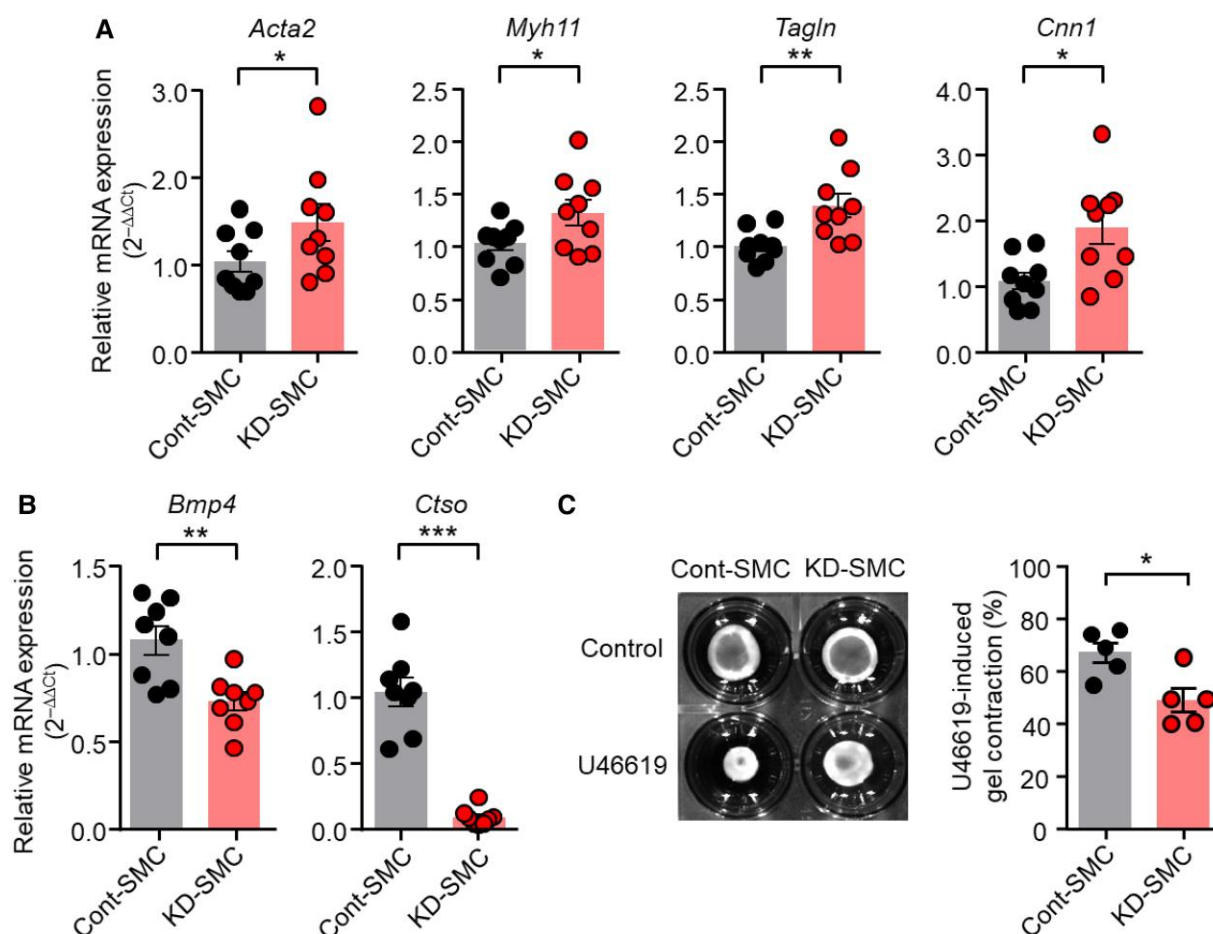 A
Acta2
*
Relative mRNA expression
(2−ΔΔCt)
3.0
2.0
1.0
0.0
Cont-SMC
KD-SMC
Myh11
*
2.5
2.0
1.5
1.0
0.5
0.0
Cont-SMC
KD-SMC
Tagln
**
2.5
2.0
1.5
1.0
0.5
0.0
Cont-SMC
KD-SMC
Cnn1
*
4.0
3.0
2.0
1.0
0.0
Cont-SMC
KD-SMC
B
Bmp4
**
Relative mRNA expression
(2−ΔΔCt)
1.5
1.0
0.5
0.0
Cont-SMC
KD-SMC
Ctso
***
2.0
1.5
1.0
0.5
0.0
Cont-SMC
KD-SMC
C
Cont-SMC KD-SMC
Control
U46619
*
U46619-induced
gel contraction (%)
100
80
60
40
20
0
Cont-SMC
KD-SMC